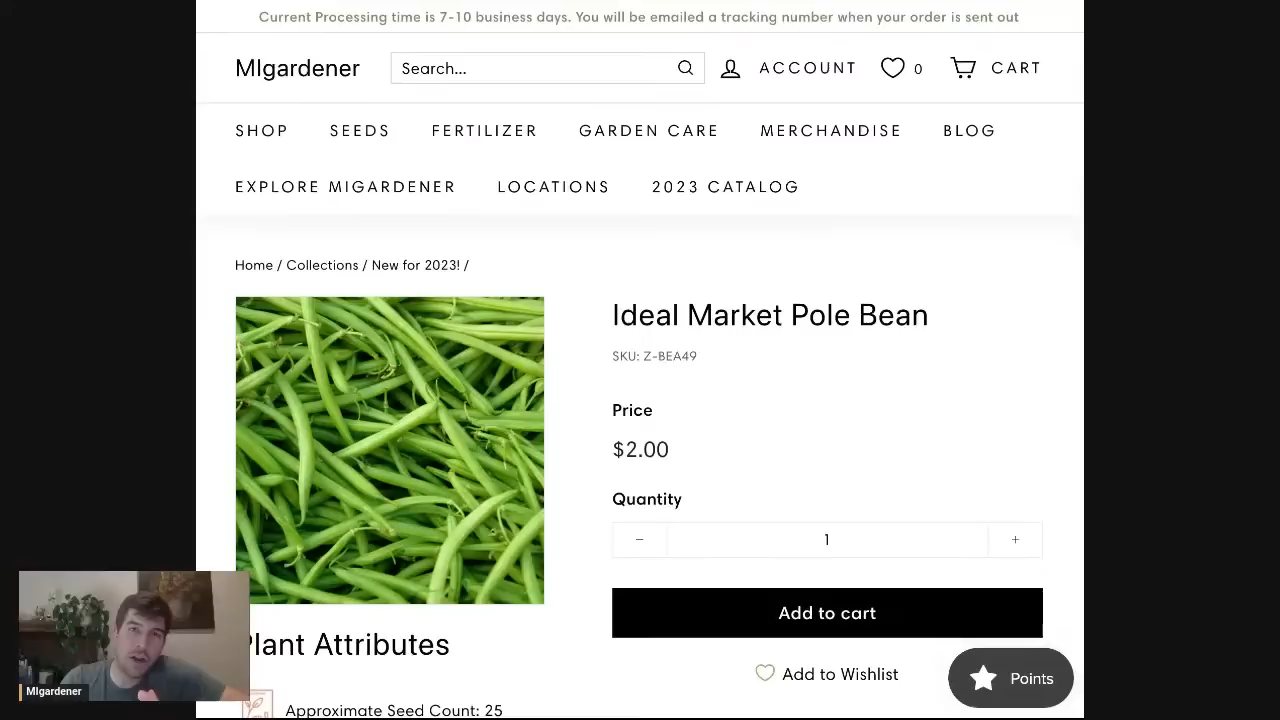 Current Processing time is 7-10 business days. You will be emailed a tracking number when your order is sent out
MIgardener
Search...
ACCOUNT
0
CART
SHOP
SEEDS
FERTILIZER
GARDEN CARE
MERCHANDISE
BLOG
EXPLORE MIGARDENER
LOCATIONS
2023 CATALOG
Home / Collections / New for 2023! /
Ideal Market Pole Bean
SKU: Z-BEA49
Price
$2.00
Quantity
− 1 +
Add to cart
Add to Wishlist
Points
Plant Attributes
Approximate Seed Count: 25
MIgardener